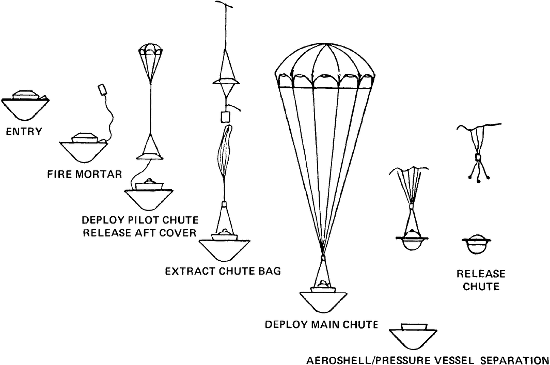 ENTRY
FIRE MORTAR
DEPLOY PILOT CHUTE
RELEASE AFT COVER
EXTRACT CHUTE BAG
DEPLOY MAIN CHUTE
AEROSHELL/PRESSURE VESSEL SEPARATION
RELEASE
CHUTE